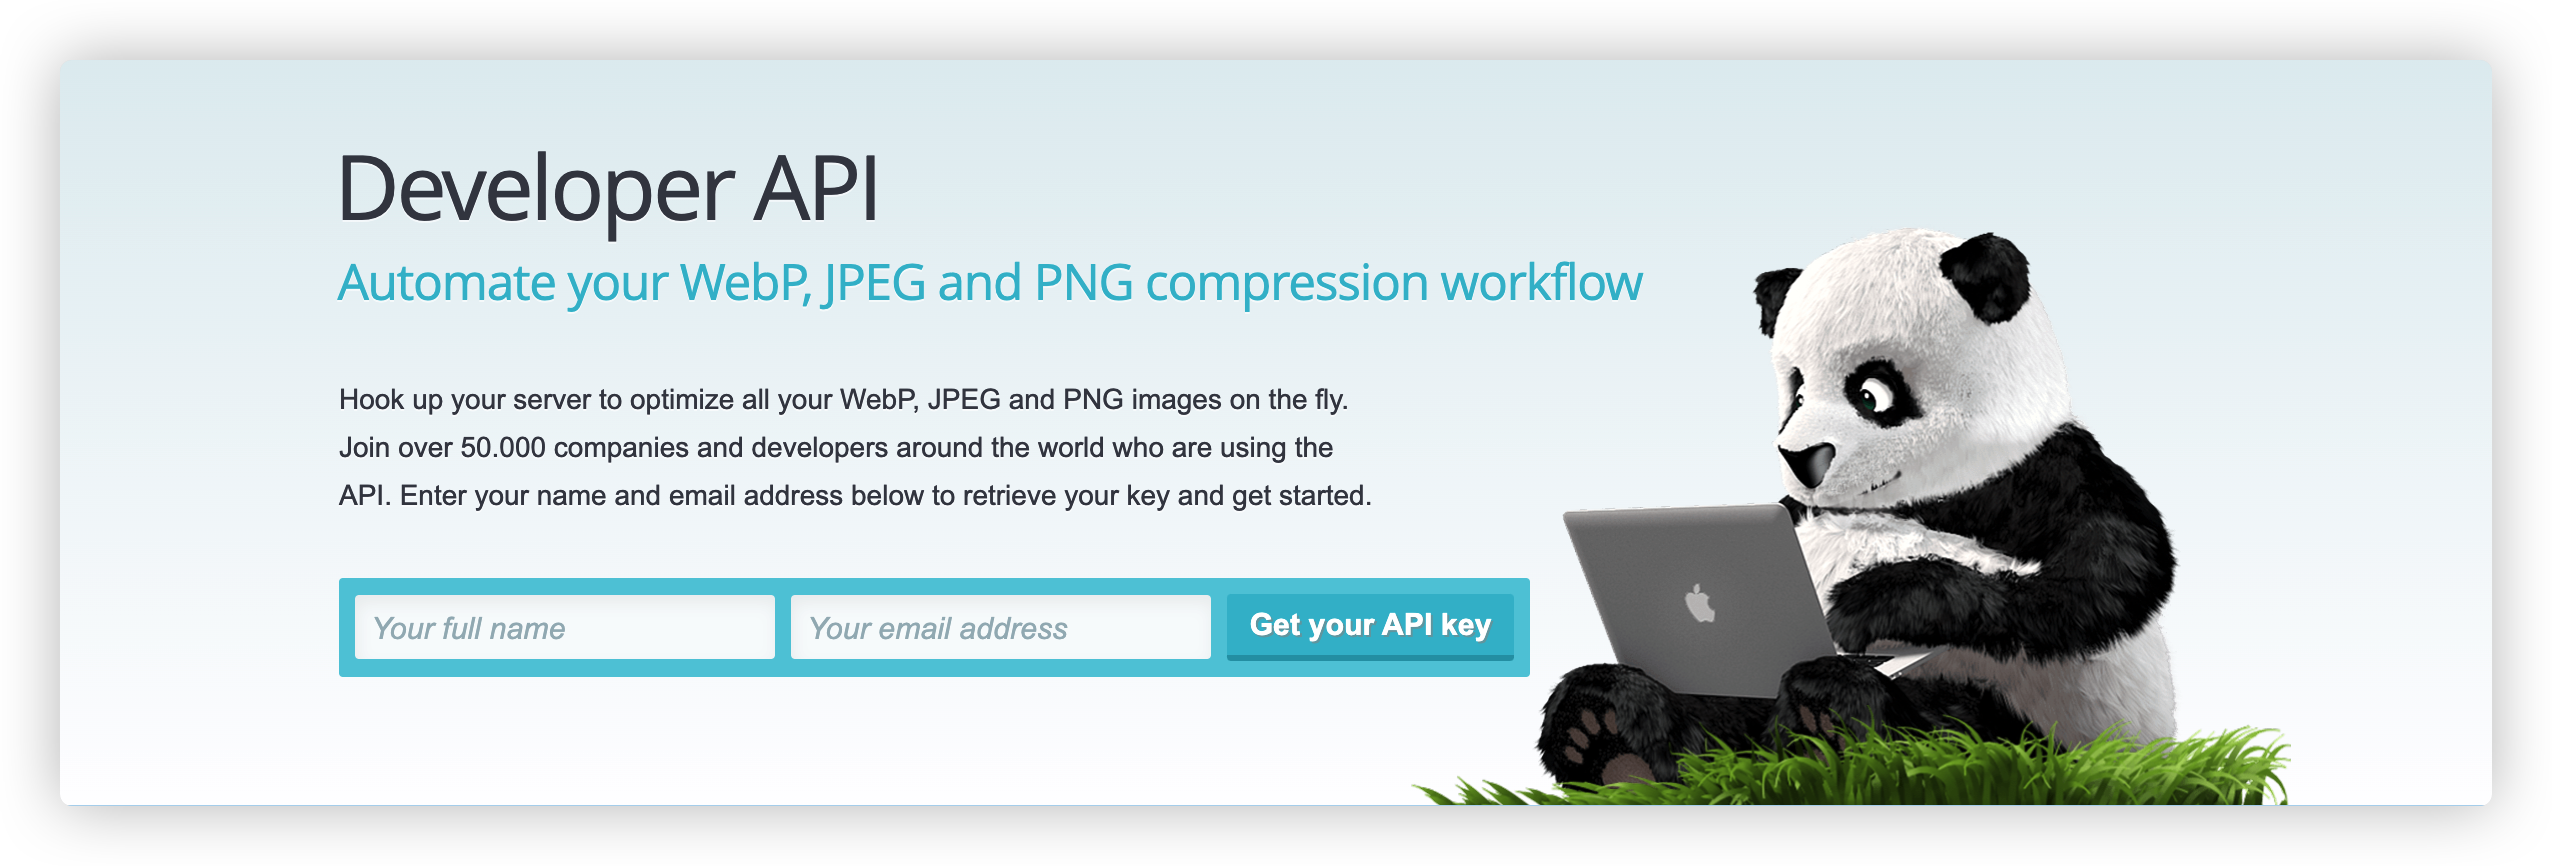 Developer API
Automate your WebP, JPEG and PNG compression workflow
Hook up your server to optimize all your WebP, JPEG and PNG images on the fly.
Join over 50.000 companies and developers around the world who are using the
API. Enter your name and email address below to retrieve your key and get started.
Your full name
Your email address
Get your API key